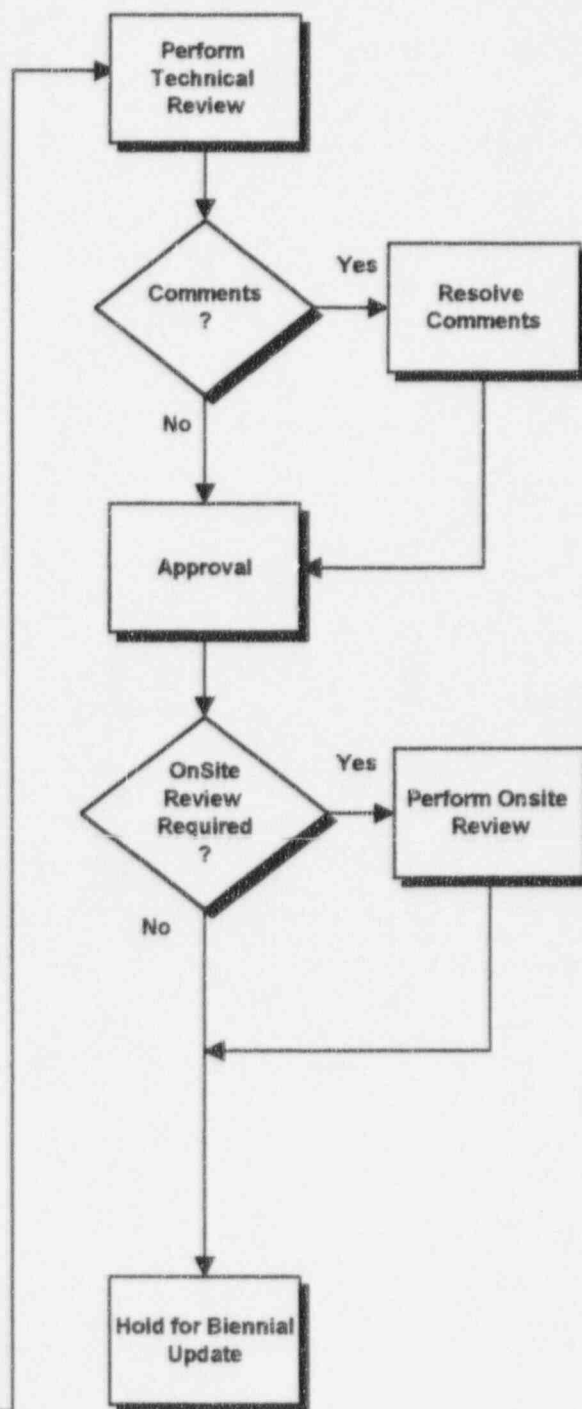 Perform
Technical
Review
Comments
?
Yes
Resolve
Comments
No
Approval
OnSite
Review
Required
?
Yes
Perform Onsite
Review
No
Hold for Biennial
Update